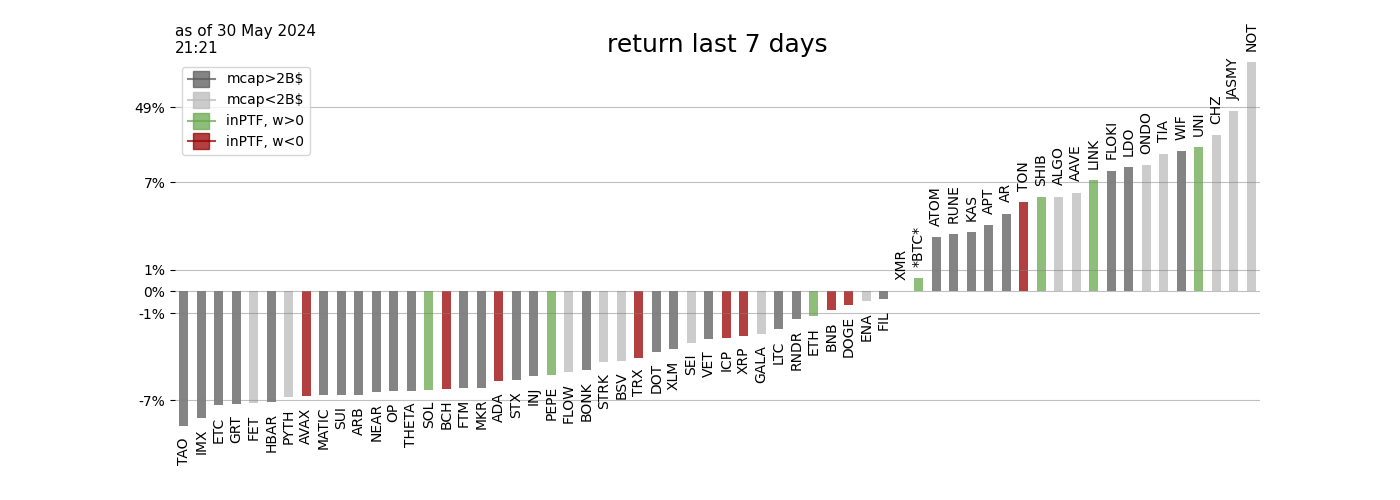 as of 30 May 2024
21:21
return last 7 days
mcap>2B$
mcap<2B$
inPTF, w>0
inPTF, w<0
49%
7%
1%
0%
-1%
-7%
TAO
IMX
ETC
GRT
FET
HBAR
PYTH
AVAX
MATIC
SUI
ARB
NEAR
OP
THETA
SOL
BCH
FTM
MKR
ADA
STX
INJ
PEPE
FLOW
BONK
STRK
BSV
TRX
DOT
XLM
SEI
VET
ICP
XRP
GALA
LTC
RNDR
ETH
BNB
DOGE
ENA
FIL
XMR
*BTC*
ATOM
RUNE
KAS
APT
AR
TON
SHIB
ALGO
AAVE
LINK
FLOKI
LDO
ONDO
TIA
WIF
UNI
CHZ
JASMY
NOT